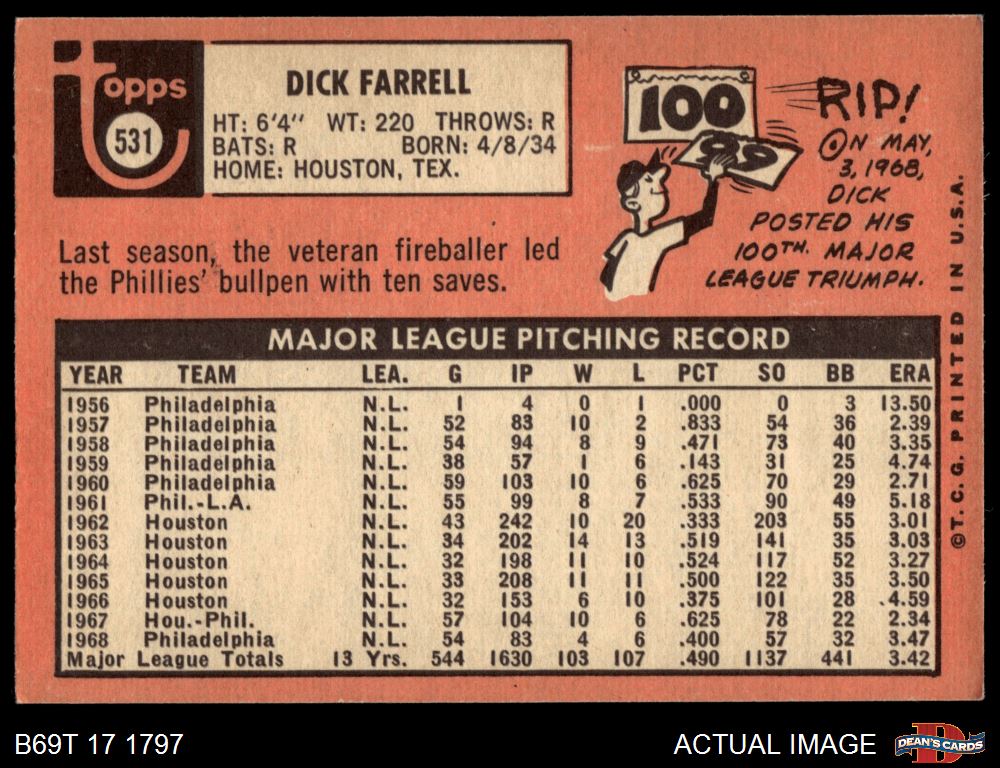 topps
531
DICK FARRELL
HT: 6'4" WT: 220 THROWS: R
BATS: R BORN: 4/8/34
HOME: HOUSTON, TEX.
Last season, the veteran fireballer led
the Phillies' bullpen with ten saves.
100
99
RIP!
ON MAY,
3, 1968,
DICK
POSTED HIS
100TH. MAJOR
LEAGUE TRIUMPH.
MAJOR LEAGUE PITCHING RECORD
YEAR TEAM LEA. G IP W L PCT SO BB ERA
1956 Philadelphia N.L. 1 4 0 1 .000 0 3 13.50
1957 Philadelphia N.L. 52 83 10 2 .833 54 36 2.39
1958 Philadelphia N.L. 54 94 8 9 .471 73 40 3.35
1959 Philadelphia N.L. 38 57 1 6 .143 31 25 4.74
1960 Philadelphia N.L. 59 103 10 6 .625 70 29 2.71
1961 Phil.-L.A. N.L. 55 99 8 7 .533 90 49 5.18
1962 Houston N.L. 43 242 10 20 .333 203 55 3.01
1963 Houston N.L. 34 202 14 13 .519 141 35 3.03
1964 Houston N.L. 32 198 11 10 .524 117 52 3.27
1965 Houston N.L. 33 208 11 11 .500 122 35 3.50
1966 Houston N.L. 32 153 6 10 .375 101 28 4.59
1967 Hou.-Phil. N.L. 57 104 10 6 .625 78 22 2.34
1968 Philadelphia N.L. 54 83 4 6 .400 57 32 3.47
Major League Totals 13 Yrs. 544 1630 103 107 .490 1137 441 3.42
©T. C. G. PRINTED IN U.S.A.
B69T 17 1797
ACTUAL IMAGE
D
DEAN'S CARDS